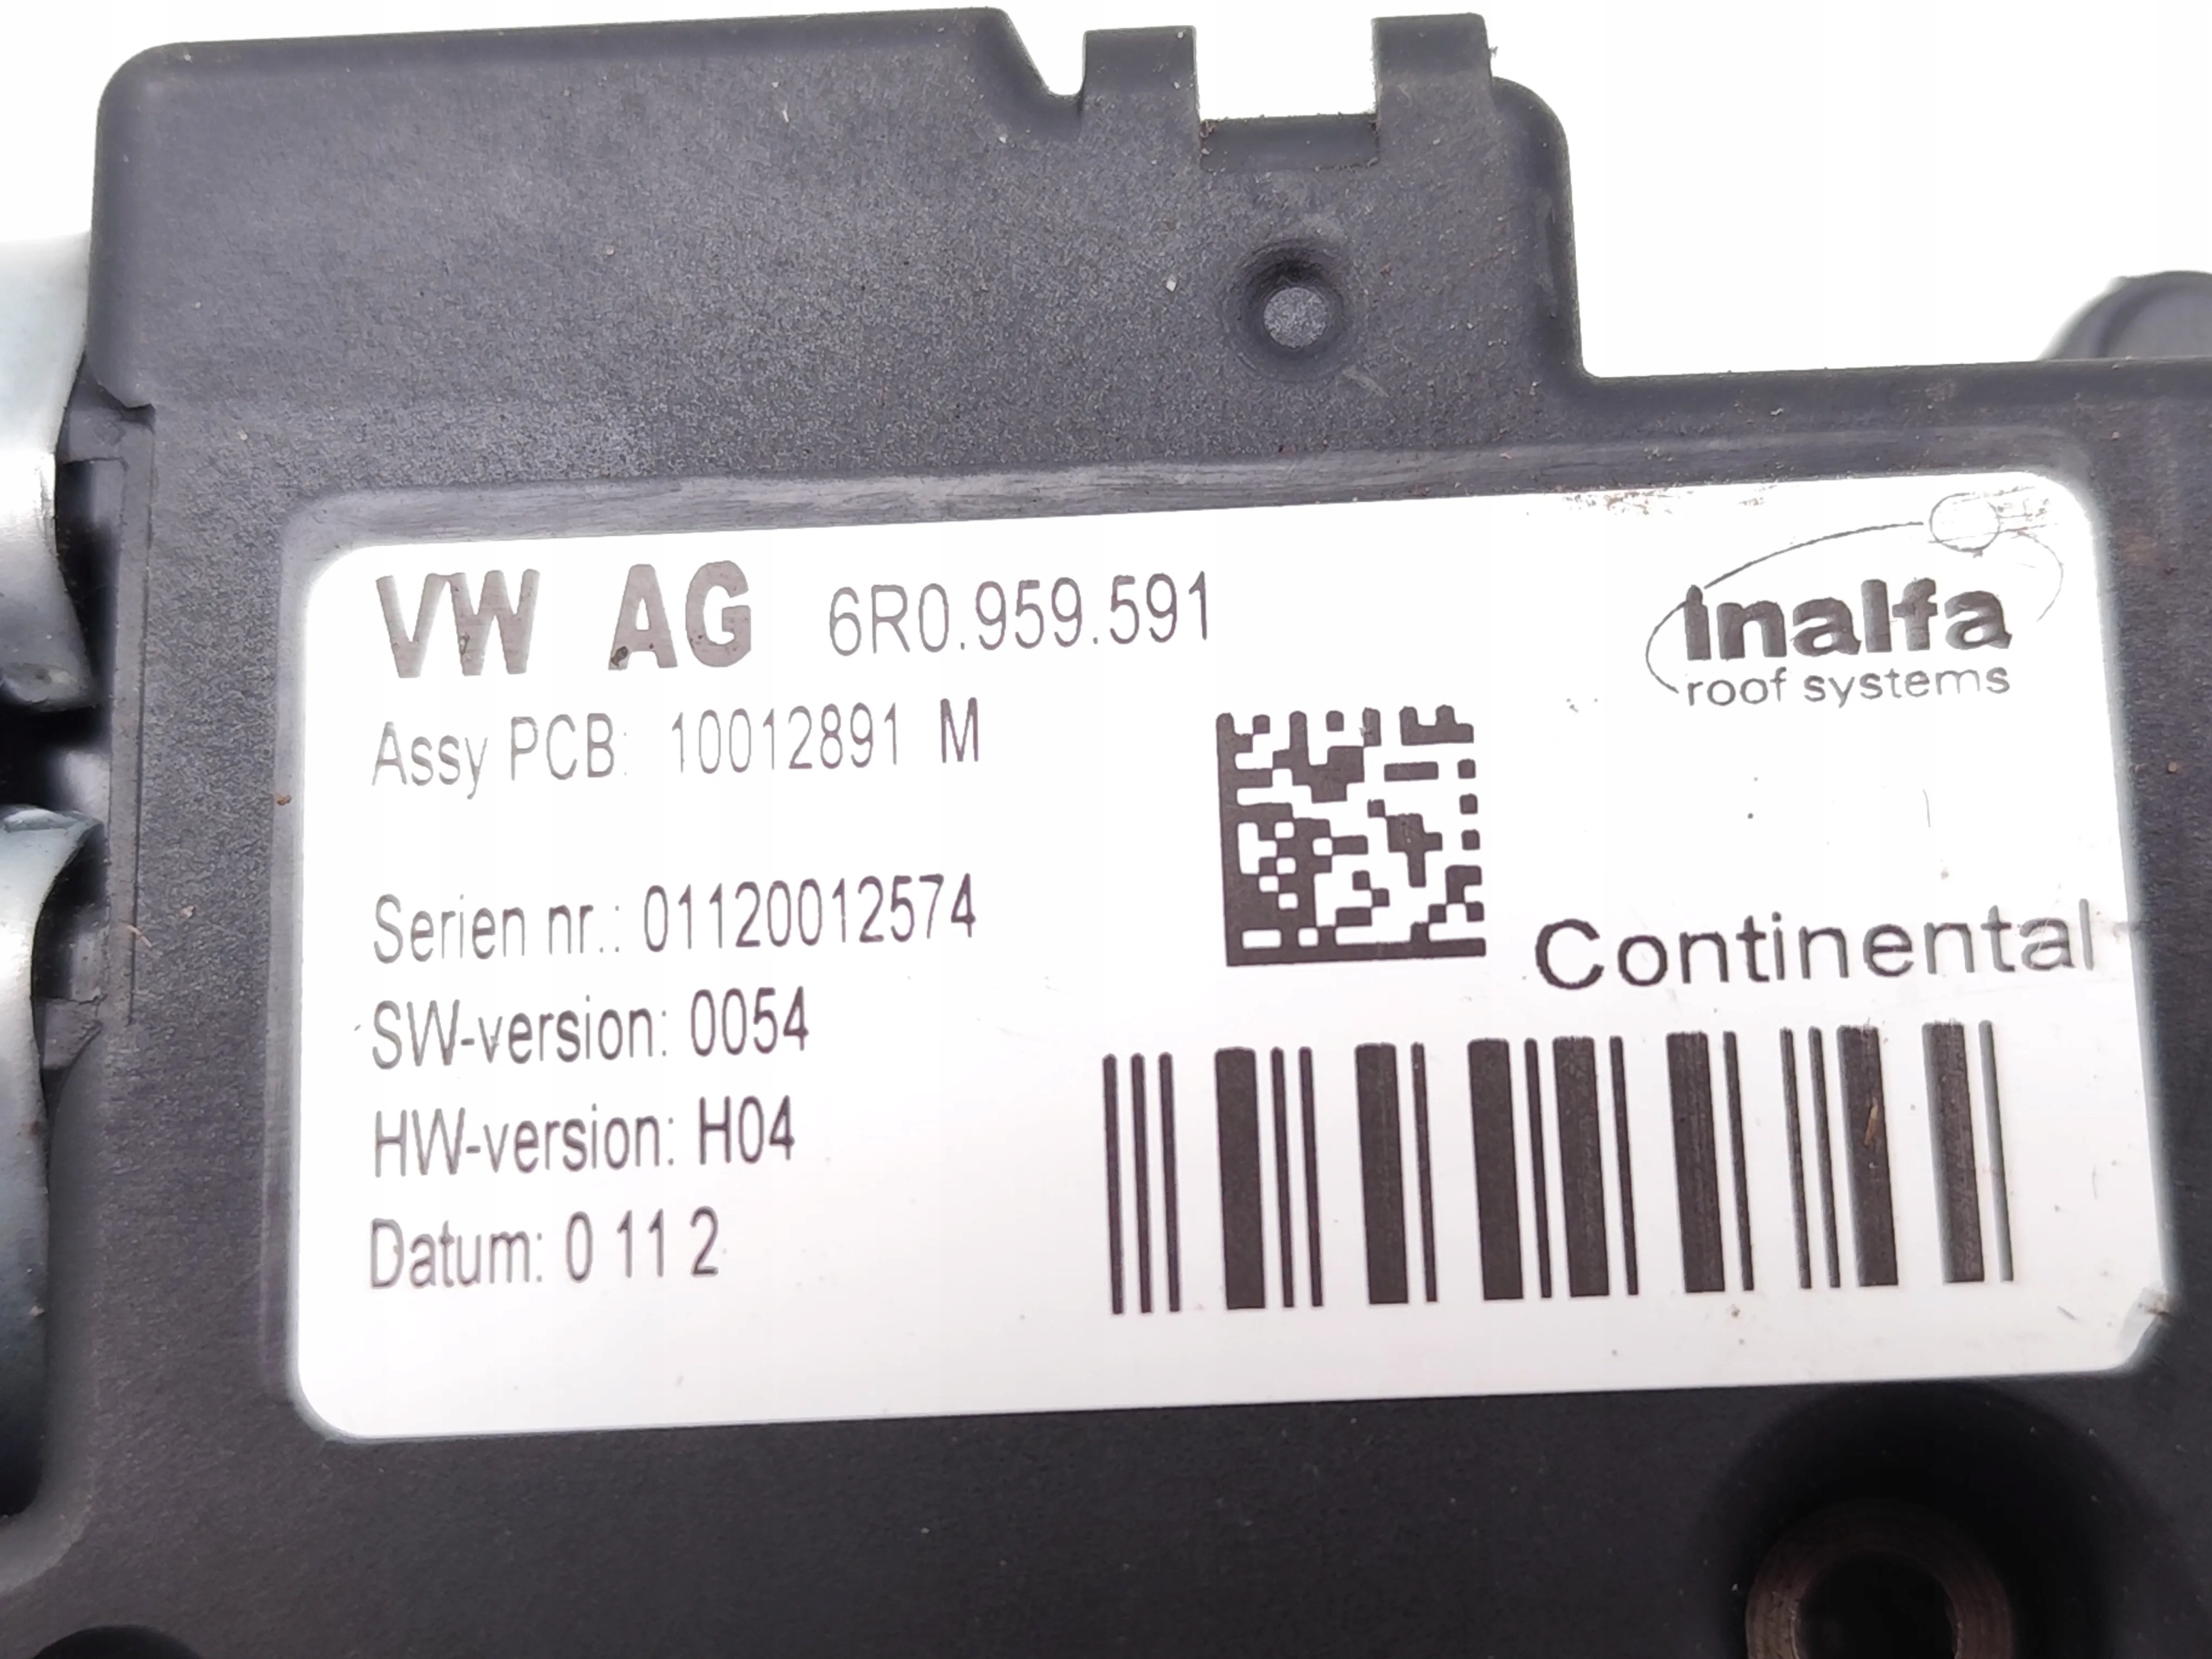 VW AG 6R0.959.591
inalfa
roof systems
Assy PCB: 10012891 M
Serien nr.: 01120012574
Continental
SW-version: 0054
HW-version: H04
Datum: 0 11 2